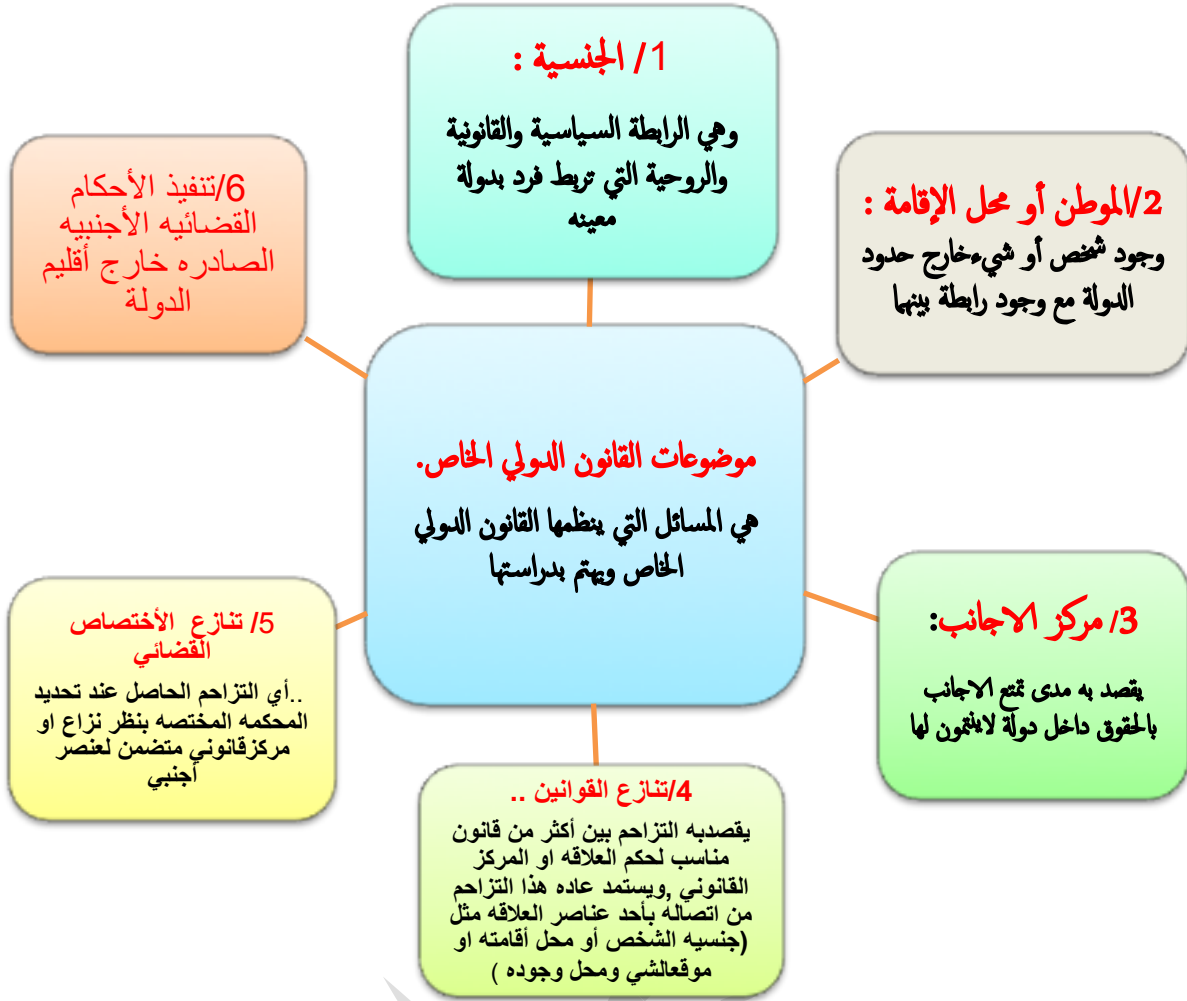 موضوعات القانون الدولي الخاص.
هي المسائل التي ينظمها القانون الدولي
الخاص ويهتم بدراستها
1/ الجنسية :
وهي الرابطة السياسية والقانونية
والروحية التي تربط فرد بدولة
معينه
2/الموطن أو محل الإقامة :
وجود شخص أو شيءخارج حدود
الدولة مع وجود رابطة بينهما
3/ مركز الاجانب:
يقصد به مدى تمتع الاجانب
بالحقوق داخل دولة لاينتمون لها
4/تنازع القوانين ..
يقصدبه التزاحم بين أكثر من قانون
مناسب لحكم العلاقه او المركز
القانوني ,ويستمد عاده هذا التزاحم
من اتصاله بأحد عناصر العلاقه مثل
(جنسيه الشخص أو محل أقامته او
موقعالشي ومحل وجوده )
5/ تنازع الأختصاص
القضائي
..أي التزاحم الحاصل عند تحديد
المحكمه المختصه بنظر نزاع او
مركزقانوني متضمن لعنصر
أجنبي
6/تنفيذ الأحكام
القضائيه الأجنبيه
الصادره خارج أقليم
الدولة